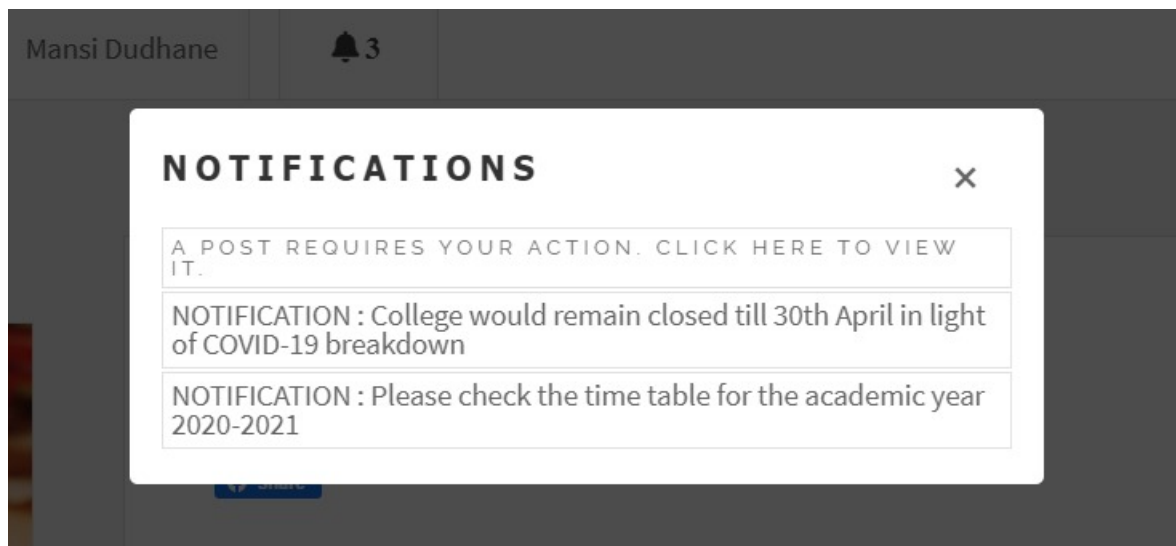 Mansi Dudhane
3
NOTIFICATIONS
×
A POST REQUIRES YOUR ACTION. CLICK HERE TO VIEW
IT.
NOTIFICATION : College would remain closed till 30th April in light
of COVID-19 breakdown
NOTIFICATION : Please check the time table for the academic year
2020-2021
Share